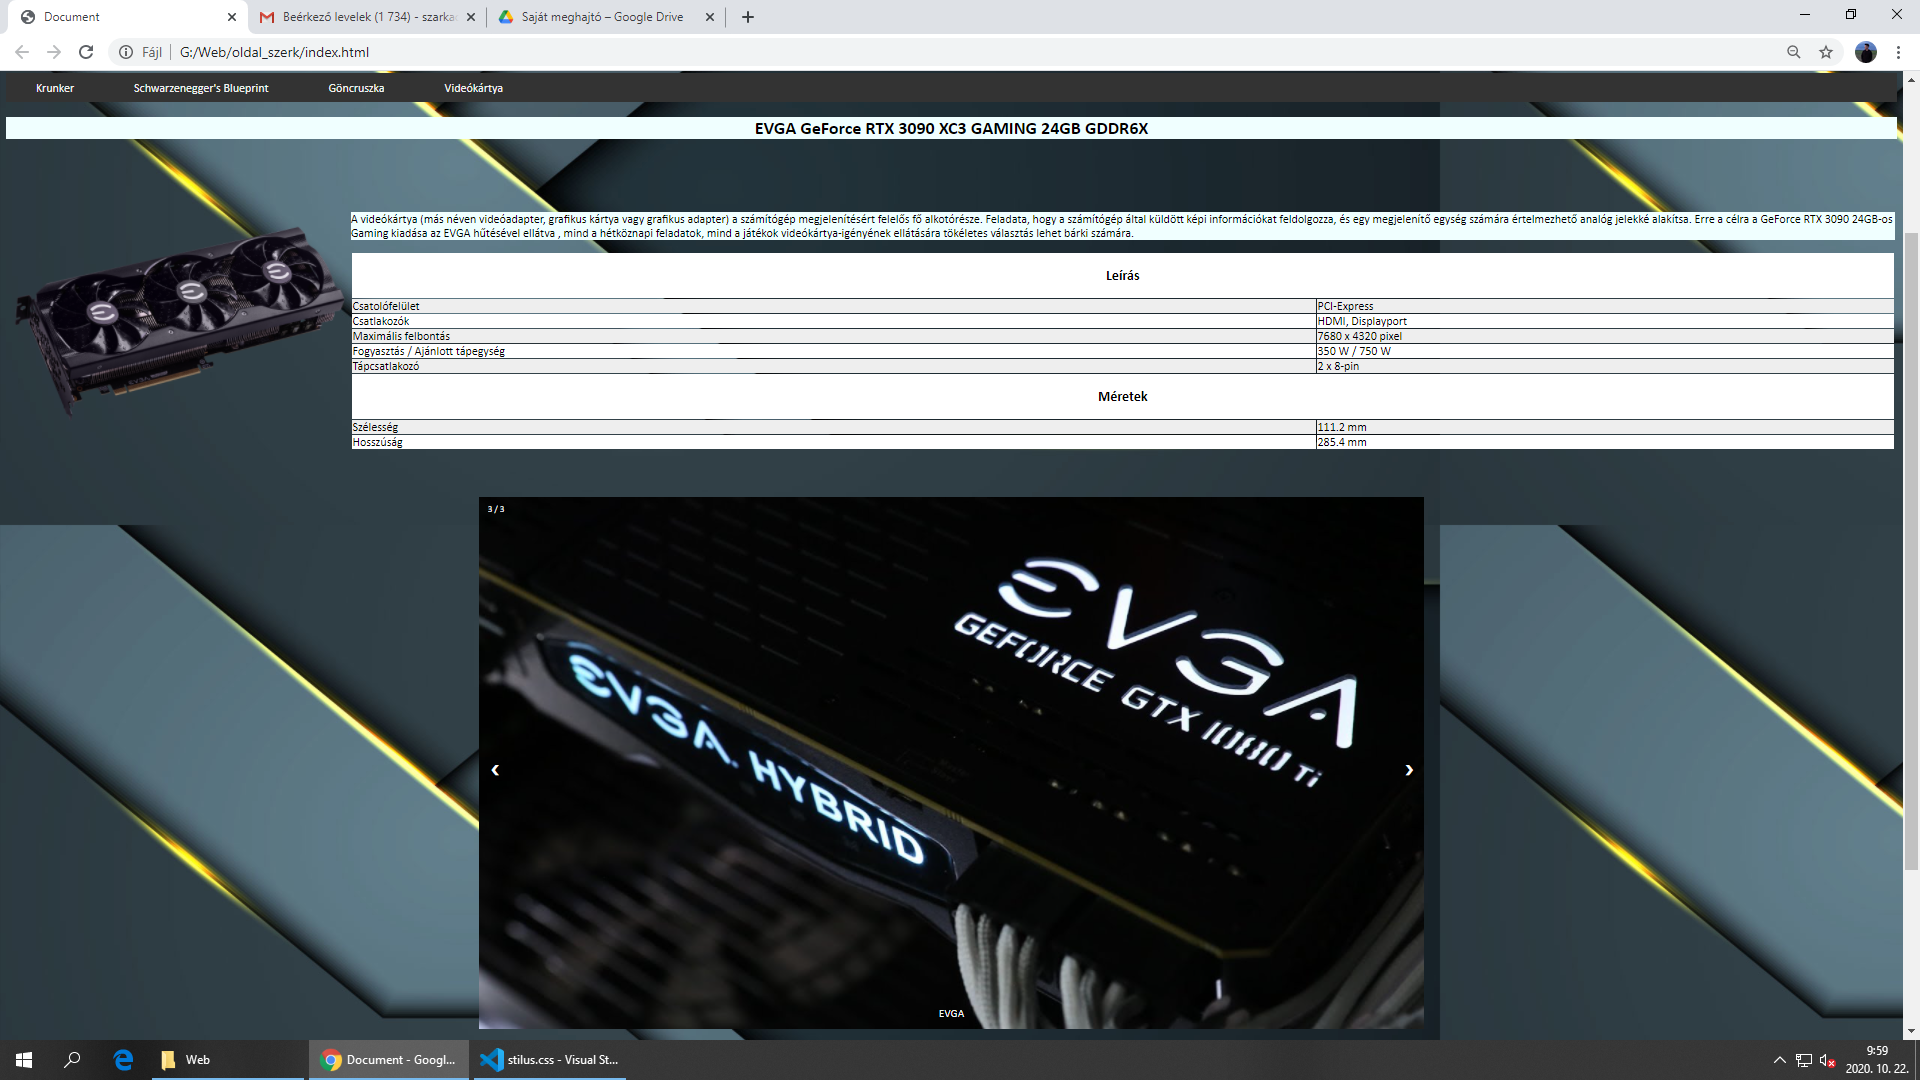 Document
Beérkező levelek (1 734) - szarka
Saját meghajtó – Google Drive
Fájl
G:/Web/oldal_szerk/index.html
Krunker
Schwarzenegger's Blueprint
Göncruszka
Videókártya
EVGA GeForce RTX 3090 XC3 GAMING 24GB GDDR6X
A videókártya (más néven videóadapter, grafikus kártya vagy grafikus adapter) a számítógép megjelenítésért felelős fő alkotórésze. Feladata, hogy a számítógép által küldött képi információkat feldolgozza, és egy megjelenítő egység számára értelmezhető analóg jelekké alakítsa. Erre a célra a GeForce RTX 3090 24GB-os
Gaming kiadása az EVGA hűtésével ellátva , mind a hétköznapi feladatok, mind a játékok videókártya-igényének ellátására tökéletes választás lehet bárki számára.
Leírás
Csatolófelület PCI-Express
Csatlakozók HDMI, Displayport
Maximális felbontás 7680 x 4320 pixel
Fogyasztás / Ajánlott tápegység 350 W / 750 W
Tápcsatlakozó 2 x 8-pin
Méretek
Szélesség 111.2 mm
Hosszúság 285.4 mm
3 / 3
EVGA
GEFORCE GTX 1080 Ti
EVGA HYBRID
❮
❯
EVGA
Web
Document - Googl...
stilus.css - Visual St...
9:59
2020. 10. 22.